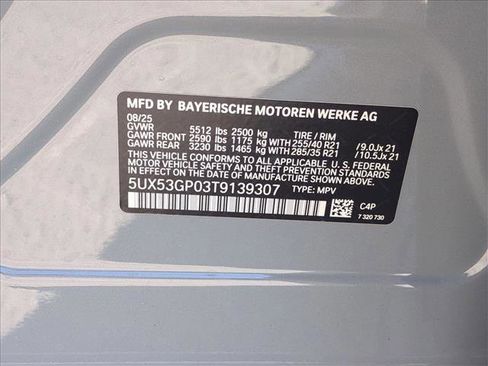 MFD BY BAYERISCHE MOTOREN WERKE AG
08/25
GVWR 5512 lbs 2500 kg TIRE / RIM
GAWR FRONT 2590 lbs 1175 kg WITH 255/40 R21 /9.0Jx 21
GAWR REAR 3230 lbs 1465 kg WITH 285/35 R21 /10.5Jx 21
THIS VEHICLE CONFORMS TO ALL APPLICABLE U. S. FEDERAL
MOTOR VEHICLE SAFETY AND THEFT PREVENTION STANDARDS
IN EFFECT ON THE DATE OF MANUFACTURE SHOWN ABOVE.
5UX53GP03T9139307 TYPE: MPV
C4P
7 320 730